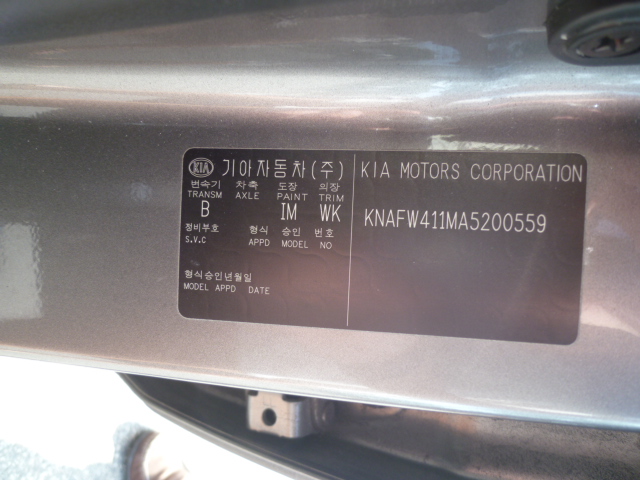 KIA 기아자동차(주) KIA MOTORS CORPORATION
변속기 차축 도장 의장
TRANSM AXLE PAINT TRIM
B IM WK KNAFW411MA5200559
정비부호 형식 승인 번호
S.V.C APPD MODEL NO
형식승인년월일
MODEL APPD DATE